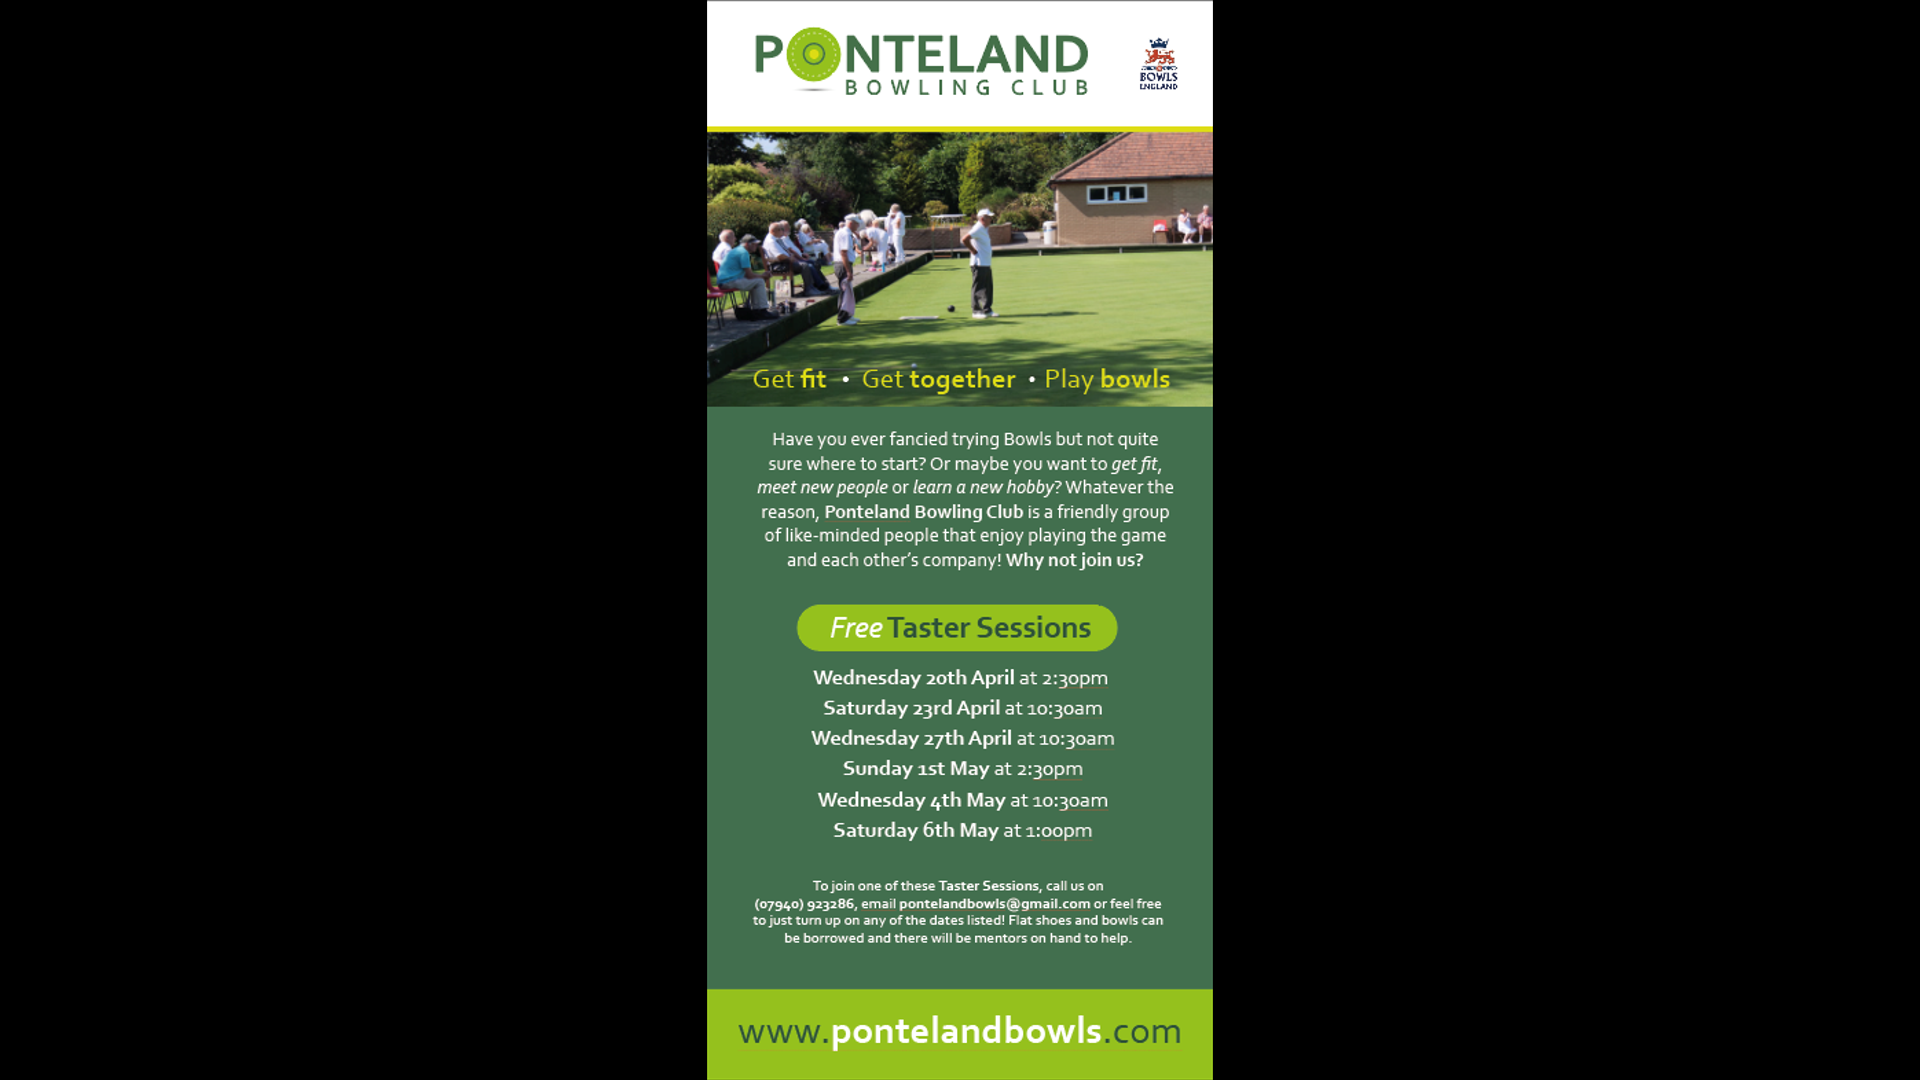 PONTELAND
BOWLING CLUB
BOWLS
ENGLAND
Get fit • Get together • Play bowls
Have you ever fancied trying Bowls but not quite
sure where to start? Or maybe you want to get fit,
meet new people or learn a new hobby? Whatever the
reason, Ponteland Bowling Club is a friendly group
of like-minded people that enjoy playing the game
and each other's company! Why not join us?
Free Taster Sessions
Wednesday 20th April at 2:30pm
Saturday 23rd April at 10:30am
Wednesday 27th April at 10:30am
Sunday 1st May at 2:30pm
Wednesday 4th May at 10:30am
Saturday 6th May at 1:00pm
To join one of these Taster Sessions, call us on
(07940) 923286, email pontelandbowls@gmail.com or feel free
to just turn up on any of the dates listed! Flat shoes and bowls can
be borrowed and there will be mentors on hand to help.
www.pontelandbowls.com